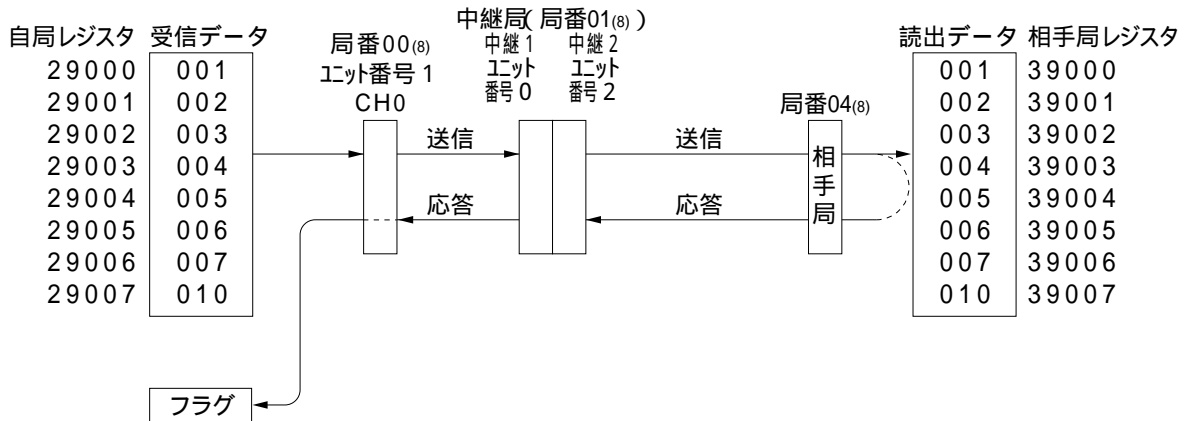 自局レジスタ 受信データ
29000 001
29001 002
29002 003
29003 004
29004 005
29005 006
29006 007
29007 010
フラグ
局番00(8)
ユニット番号 1
CH0
送信
応答
中継局(局番01(8))
中継 1
ユニット
番号 0
中継 2
ユニット
番号 2
送信
応答
局番04(8)
相手局
読出データ 相手局レジスタ
001 39000
002 39001
003 39002
004 39003
005 39004
006 39005
007 39006
010 39007